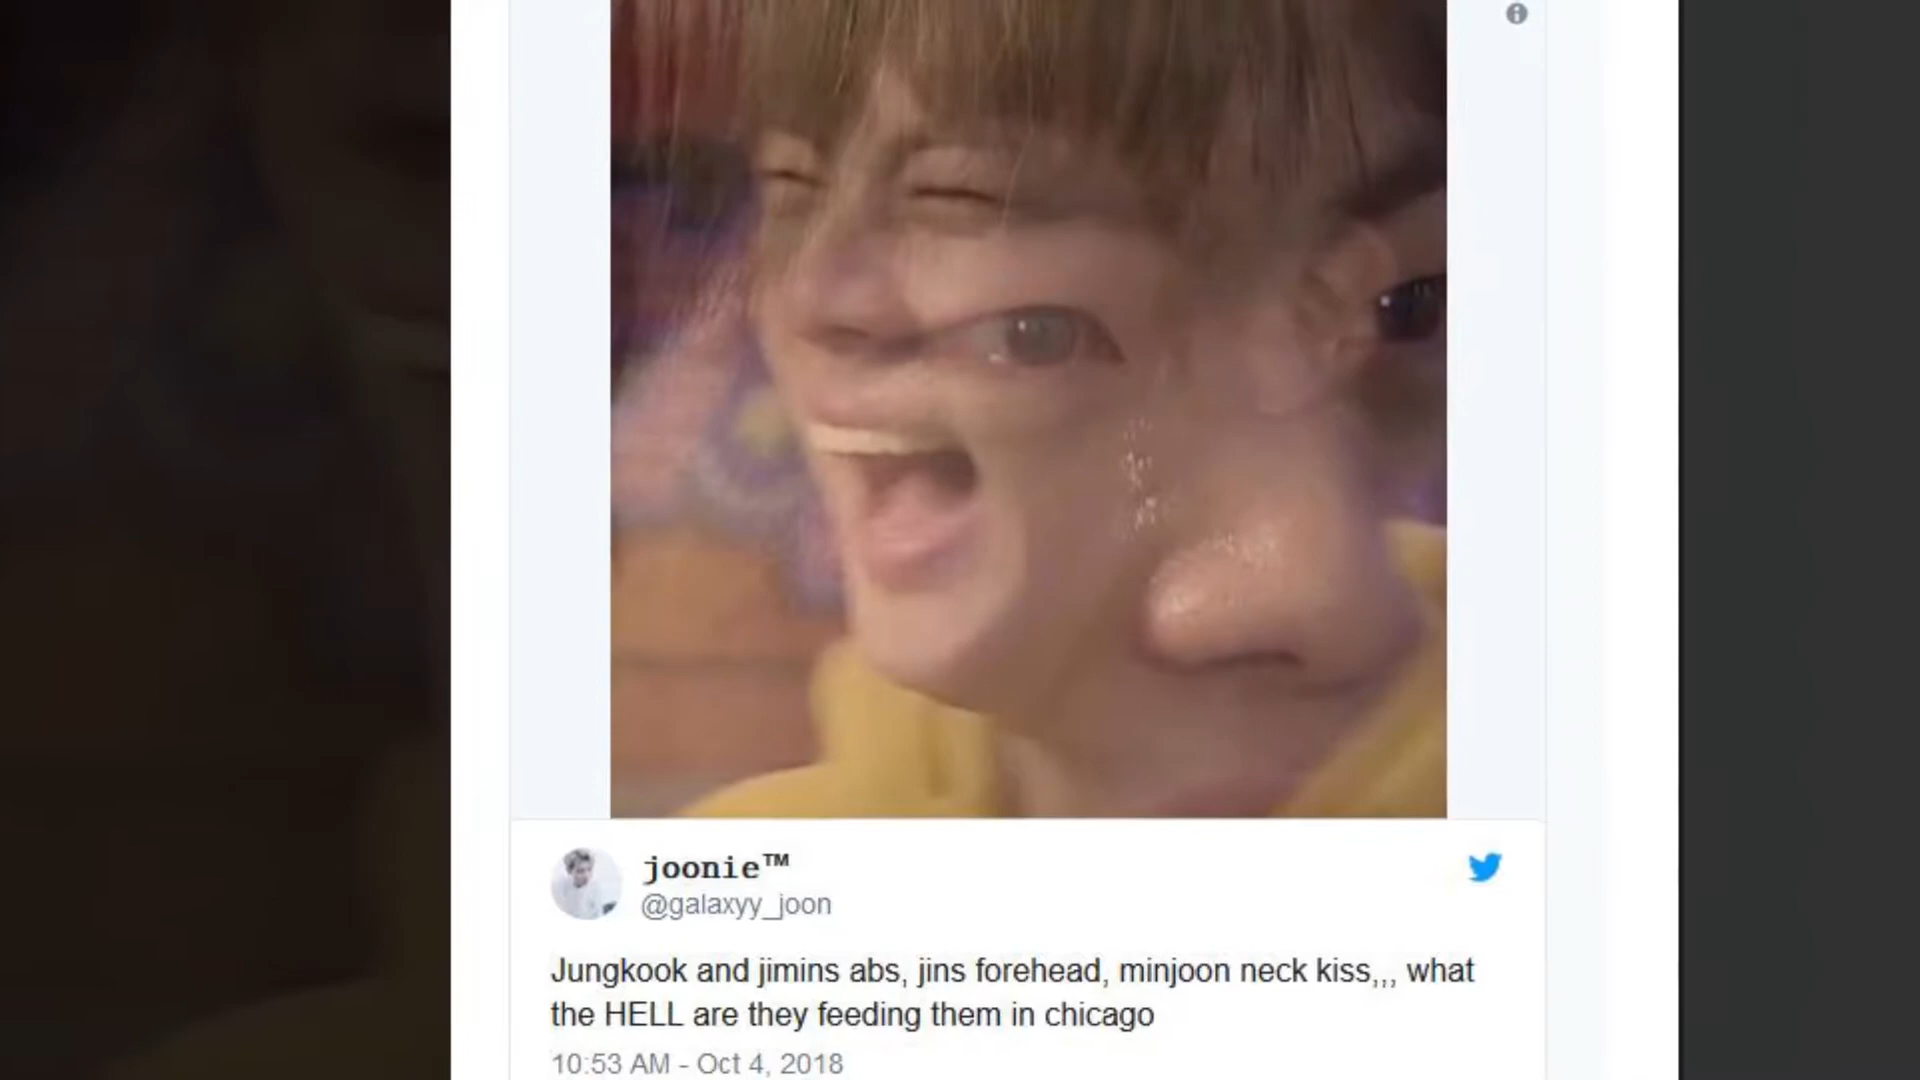 joonie™
@galaxyy_joon
Jungkook and jimins abs, jins forehead, minjoon neck kiss,,, what
the HELL are they feeding them in chicago
10:53 AM - Oct 4, 2018